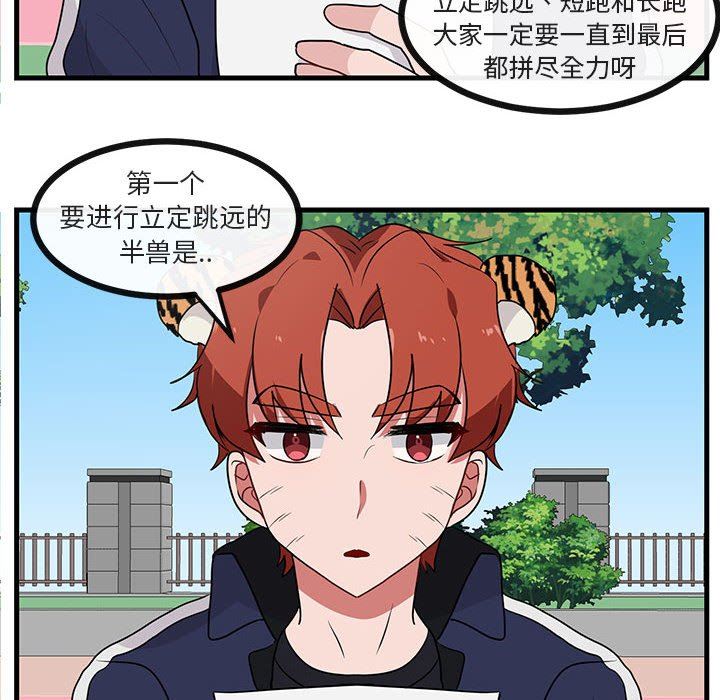 立定跳远、短跑和长跑
大家一定要一直到最后
都拼尽全力呀
第一个
要进行立定跳远的
半兽是..